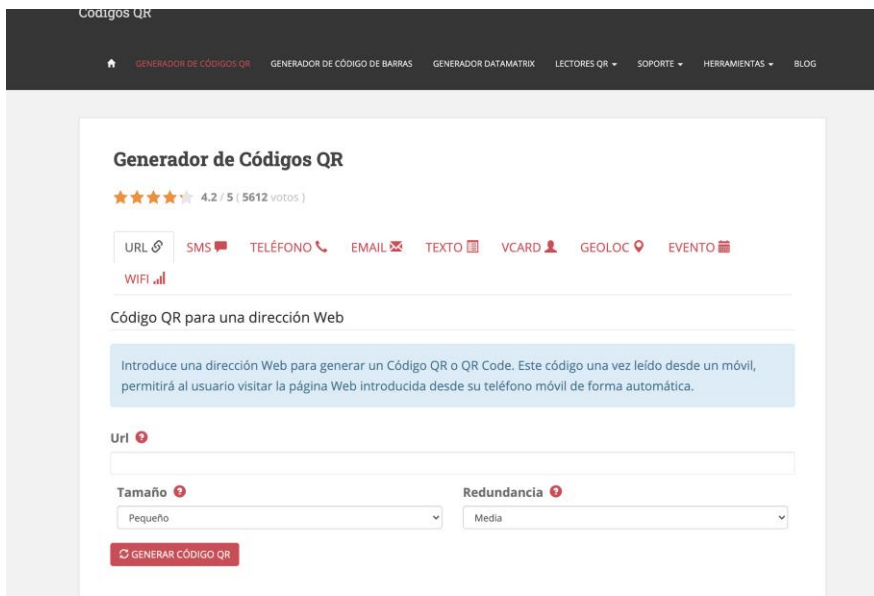 Códigos QR
GENERADOR DE CÓDIGOS QR GENERADOR DE CÓDIGO DE BARRAS GENERADOR DATAMATRIX LECTORES QR SOPORTE HERRAMIENTAS BLOG
Generador de Códigos QR
4.2 / 5 ( 5612 votos )
URL SMS TELÉFONO EMAIL TEXTO VCARD GEOLOC EVENTO
WIFI
Código QR para una dirección Web
Introduce una dirección Web para generar un Código QR o QR Code. Este código una vez leído desde un móvil,
permitirá al usuario visitar la página Web introducida desde su teléfono móvil de forma automática.
Url ?
Tamaño ? Redundancia ?
Pequeño Media
GENERAR CÓDIGO QR